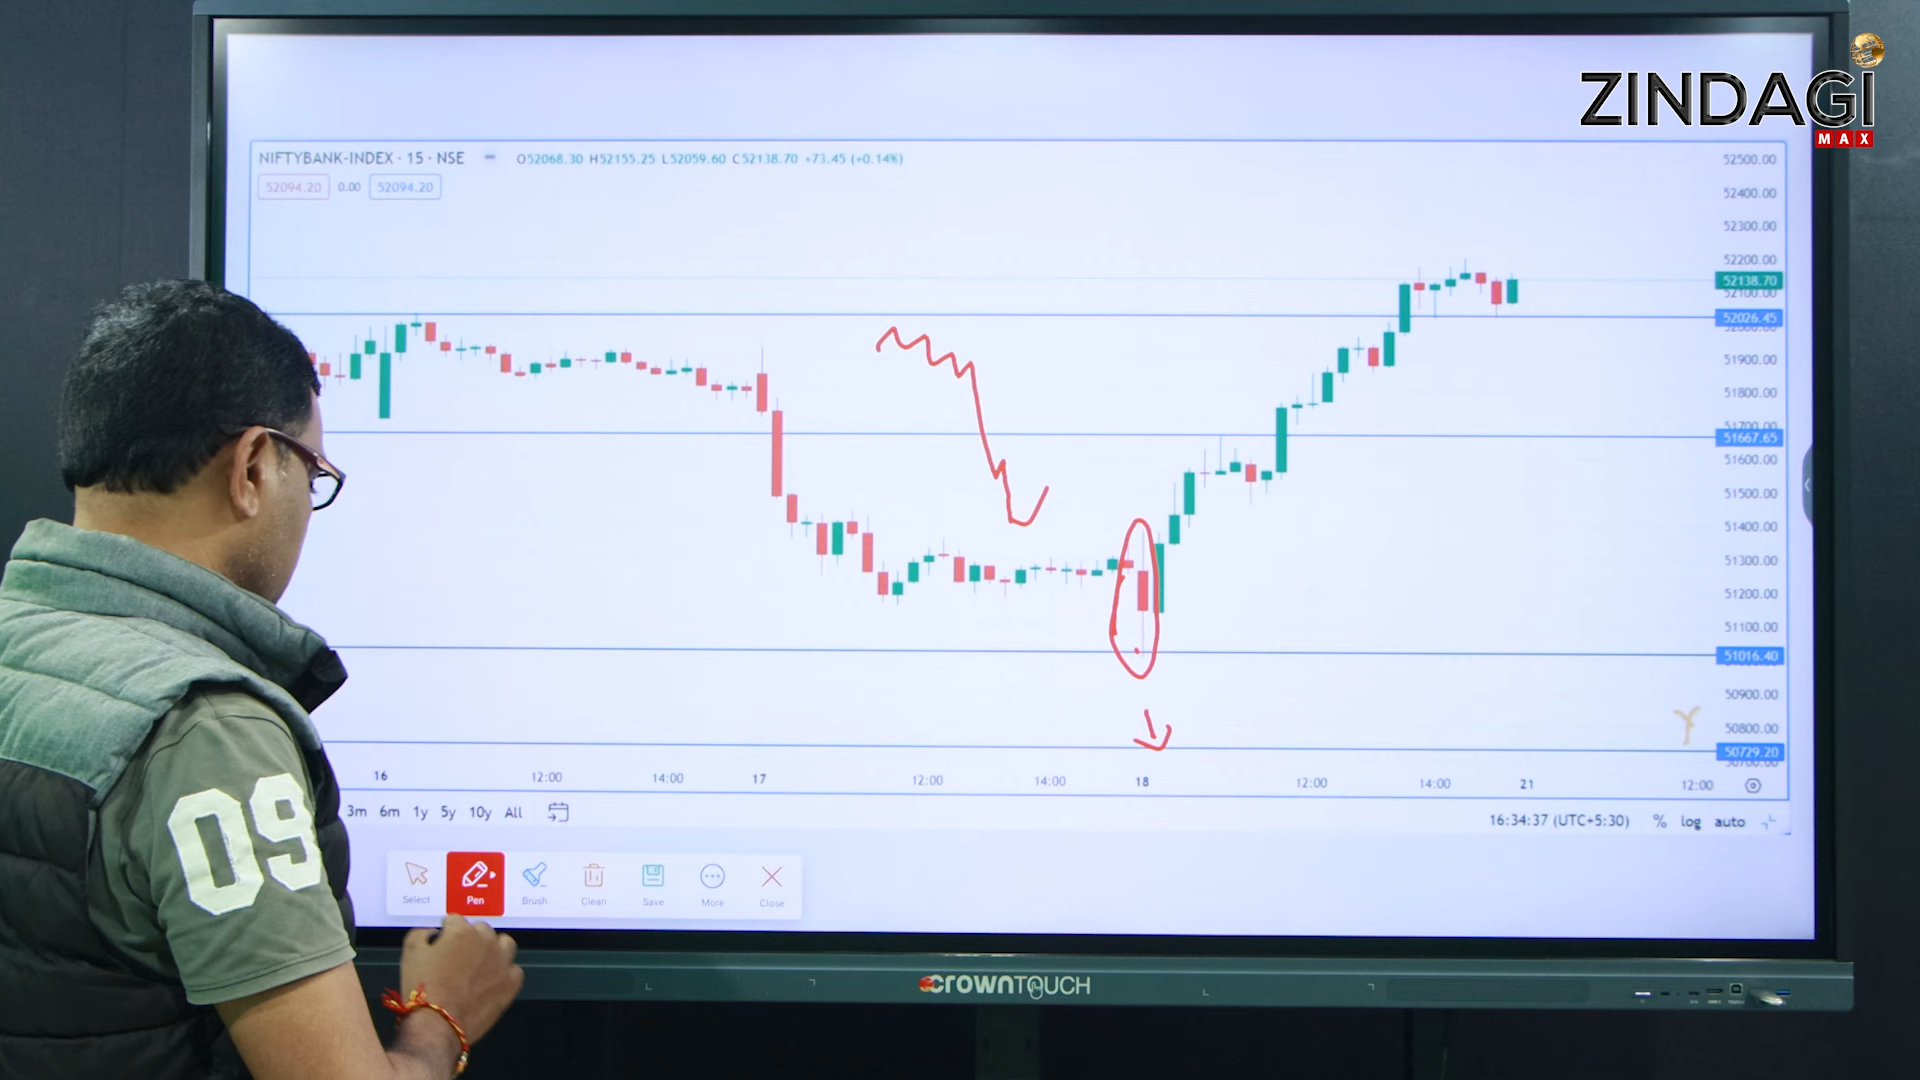 ZINDAGI
MAX
NIFTYBANK-INDEX · 15 · NSE
O52068.30 H52155.25 L52059.60 C52138.70 +73.45 (+0.14%)
52094.20 0.00 52094.20
52500.00
52400.00
52300.00
52200.00
52138.70
52100.00
52026.45
51900.00
51800.00
51700.00
51667.65
51600.00
51500.00
51400.00
51300.00
51200.00
51100.00
51016.40
50900.00
50800.00
50729.20
16 12:00 14:00 17 12:00 14:00 18 12:00 14:00 21 12:00
3m 6m 1y 5y 10y All
16:34:37 (UTC+5:30) % log auto
Select Pen Brush Clean Save More Close
09
CROWNTOUCH